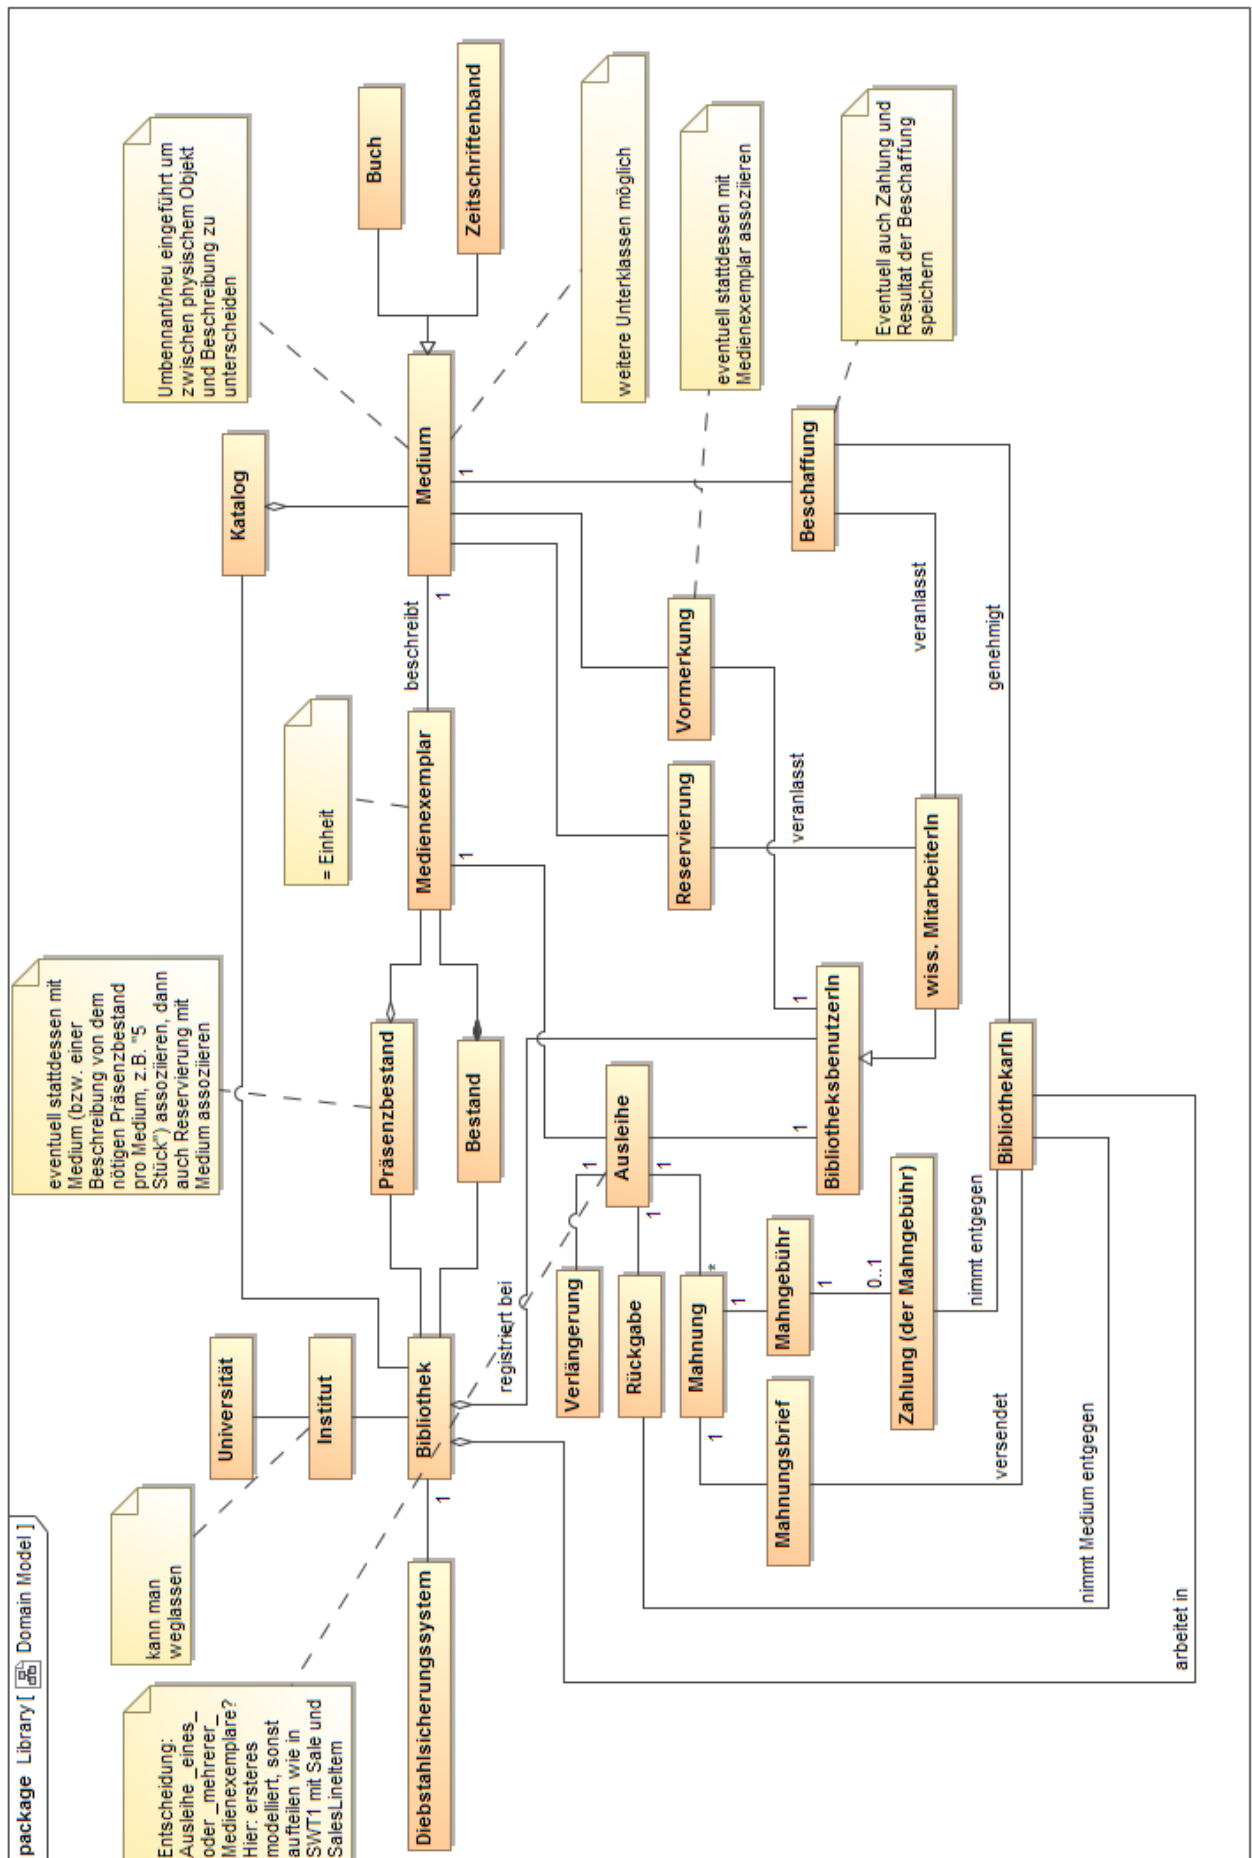 package Library [ Domain Model ]
Entscheidung:
Ausleihe _eines_
oder _mehrerer_
Medienexemplare?
Hier: ersteres
modelliert, sonst
aufteilen wie in
SWT1 mit Sale und
SalesLineItem
kann man
weglassen
eventuell stattdessen mit
Medium (bzw. einer
Beschreibung von dem
nötigen Präsenzbestand
pro Medium, z.B. "5
Stück") assoziieren, dann
auch Reservierung mit
Medium assoziieren
= Einheit
Umbennant/neu eingeführt um
zwischen physischem Objekt
und Beschreibung zu
unterscheiden
Universität
Institut
Katalog
Diebstahlsicherungssystem
1
Bibliothek
Präsenzbestand
Bestand
Medienexemplar
1
beschreibt
1
Medium
1
Buch
Zeitschriftenband
weitere Unterklassen möglich
eventuell stattdessen mit
Medienexemplar assoziieren
Eventuell auch Zahlung und
Resultat der Beschaffung
speichern
registriert bei
Verlängerung
1
Ausleihe
Rückgabe
1
1
Mahnung
*
1
1
Mahnungsbrief
Mahngebühr
1
0..1
Zahlung (der Mahngebühr)
Reservierung
Vormerkung
Beschaffung
veranlasst
1
1
BibliotheksbenutzerIn
wiss. MitarbeiterIn
veranlasst
genehmigt
BibliothekarIn
nimmt entgegen
versendet
nimmt Medium entgegen
arbeitet in